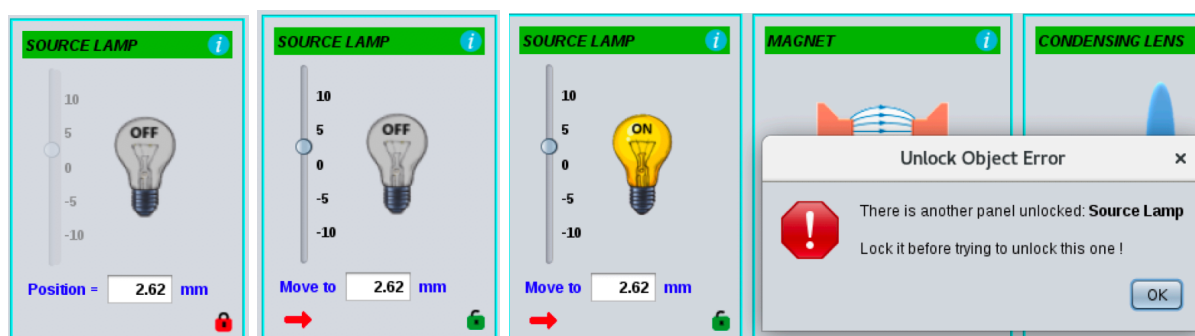 SOURCE LAMP i
10
5
0
-5
-10
OFF
Position = 2.62 mm
SOURCE LAMP i
10
5
0
-5
-10
OFF
Move to 2.62 mm
SOURCE LAMP i
10
5
0
-5
-10
ON
Move to 2.62 mm
MAGNET i
CONDENSING LENS
Unlock Object Error ×
!
There is another panel unlocked: Source Lamp
Lock it before trying to unlock this one !
OK